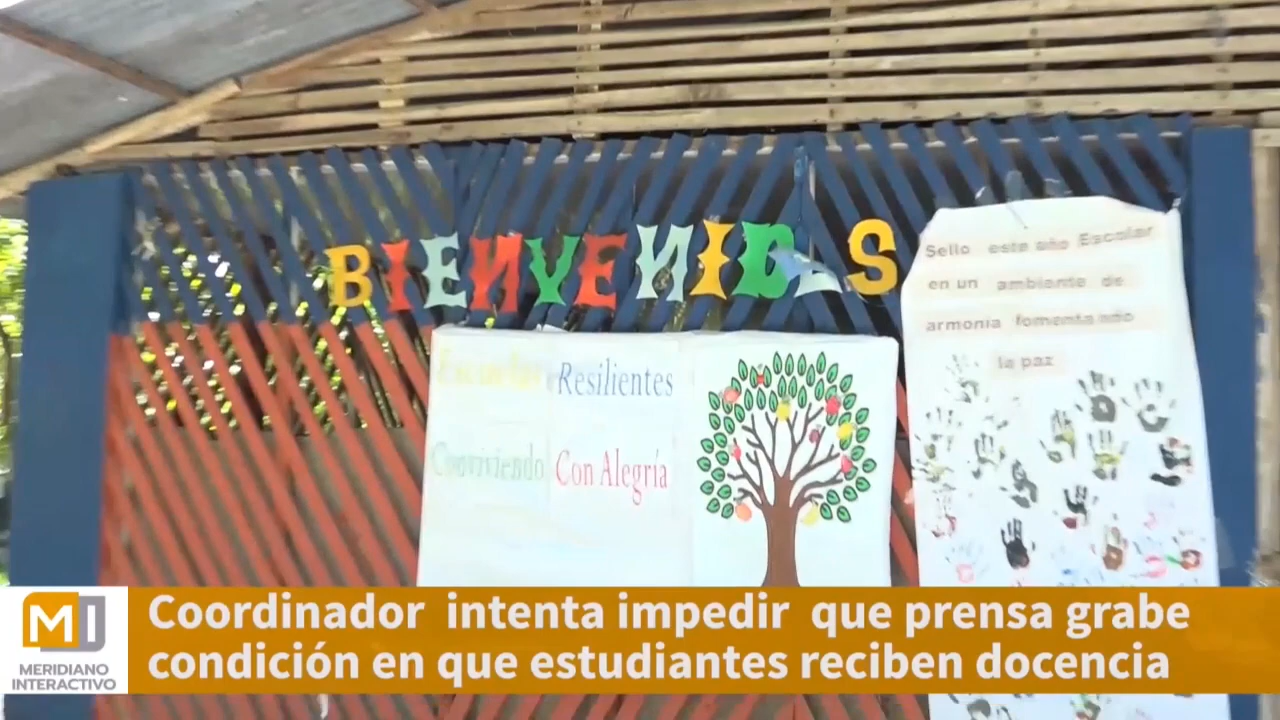 BIENVENIDOS
Sello este año Escolar
en un ambiente de
armonia fomentando
la paz
Resilientes
Conviviendo Con Alegría
MI
MERIDIANO
INTERACTIVO
Coordinador intenta impedir que prensa grabe
condición en que estudiantes reciben docencia